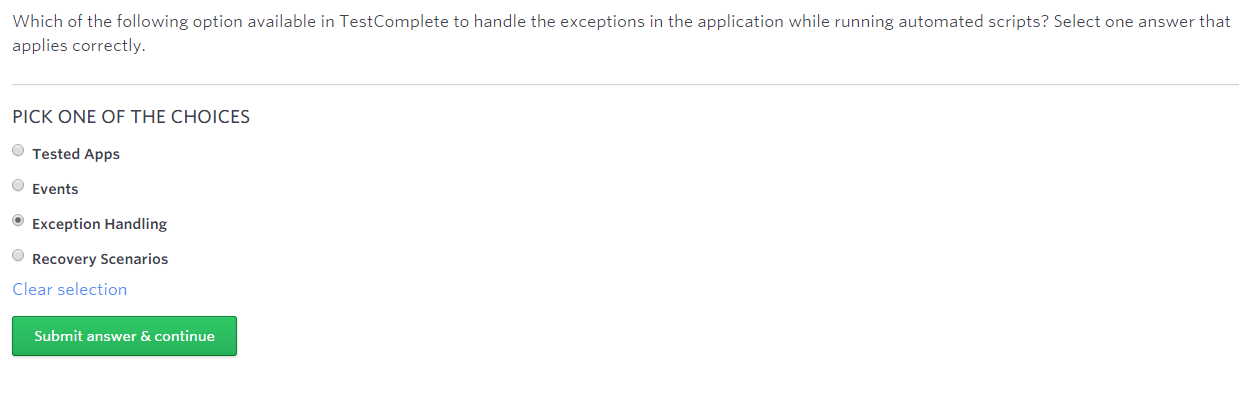 Which of the following option available in TestComplete to handle the exceptions in the application while running automated scripts? Select one answer that
applies correctly.
PICK ONE OF THE CHOICES
Tested Apps
Events
Exception Handling
Recovery Scenarios
Clear selection
Submit answer & continue